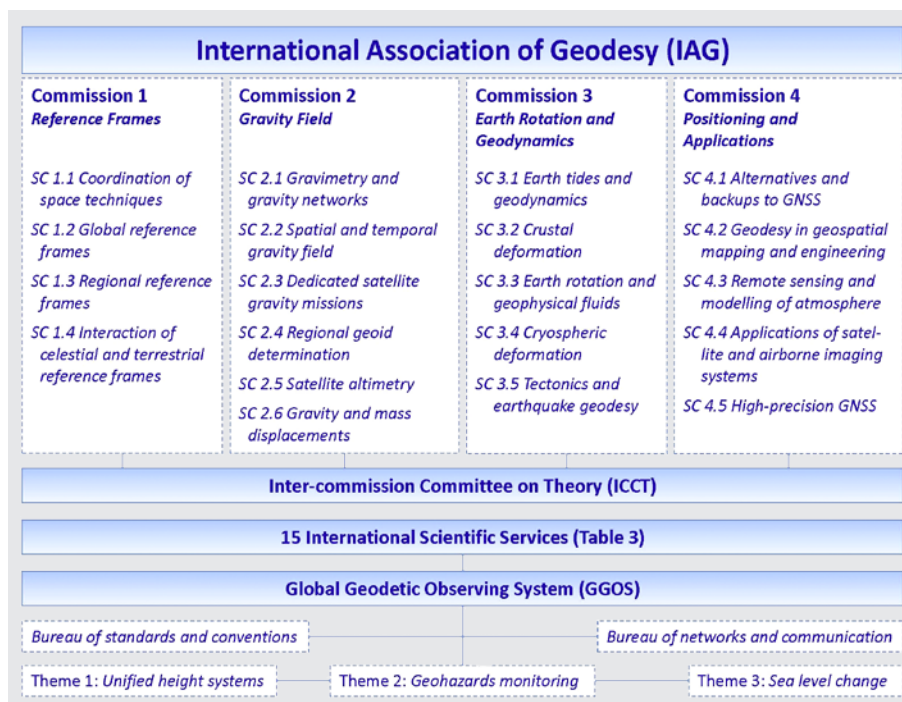 International Association of Geodesy (IAG)
Commission 1
Reference Frames
SC 1.1 Coordination of
space techniques
SC 1.2 Global reference
frames
SC 1.3 Regional reference
frames
SC 1.4 Interaction of
celestial and terrestrial
reference frames
Commission 2
Gravity Field
SC 2.1 Gravimetry and
gravity networks
SC 2.2 Spatial and temporal
gravity field
SC 2.3 Dedicated satellite
gravity missions
SC 2.4 Regional geoid
determination
SC 2.5 Satellite altimetry
SC 2.6 Gravity and mass
displacements
Commission 3
Earth Rotation and
Geodynamics
SC 3.1 Earth tides and
geodynamics
SC 3.2 Crustal
deformation
SC 3.3 Earth rotation and
geophysical fluids
SC 3.4 Cryospheric
deformation
SC 3.5 Tectonics and
earthquake geodesy
Commission 4
Positioning and
Applications
SC 4.1 Alternatives and
backups to GNSS
SC 4.2 Geodesy in geospatial
mapping and engineering
SC 4.3 Remote sensing and
modelling of atmosphere
SC 4.4 Applications of satel-
lite and airborne imaging
systems
SC 4.5 High-precision GNSS
Inter-commission Committee on Theory (ICCT)
15 International Scientific Services (Table 3)
Global Geodetic Observing System (GGOS)
Bureau of standards and conventions
Bureau of networks and communication
Theme 1: Unified height systems
Theme 2: Geohazards monitoring
Theme 3: Sea level change